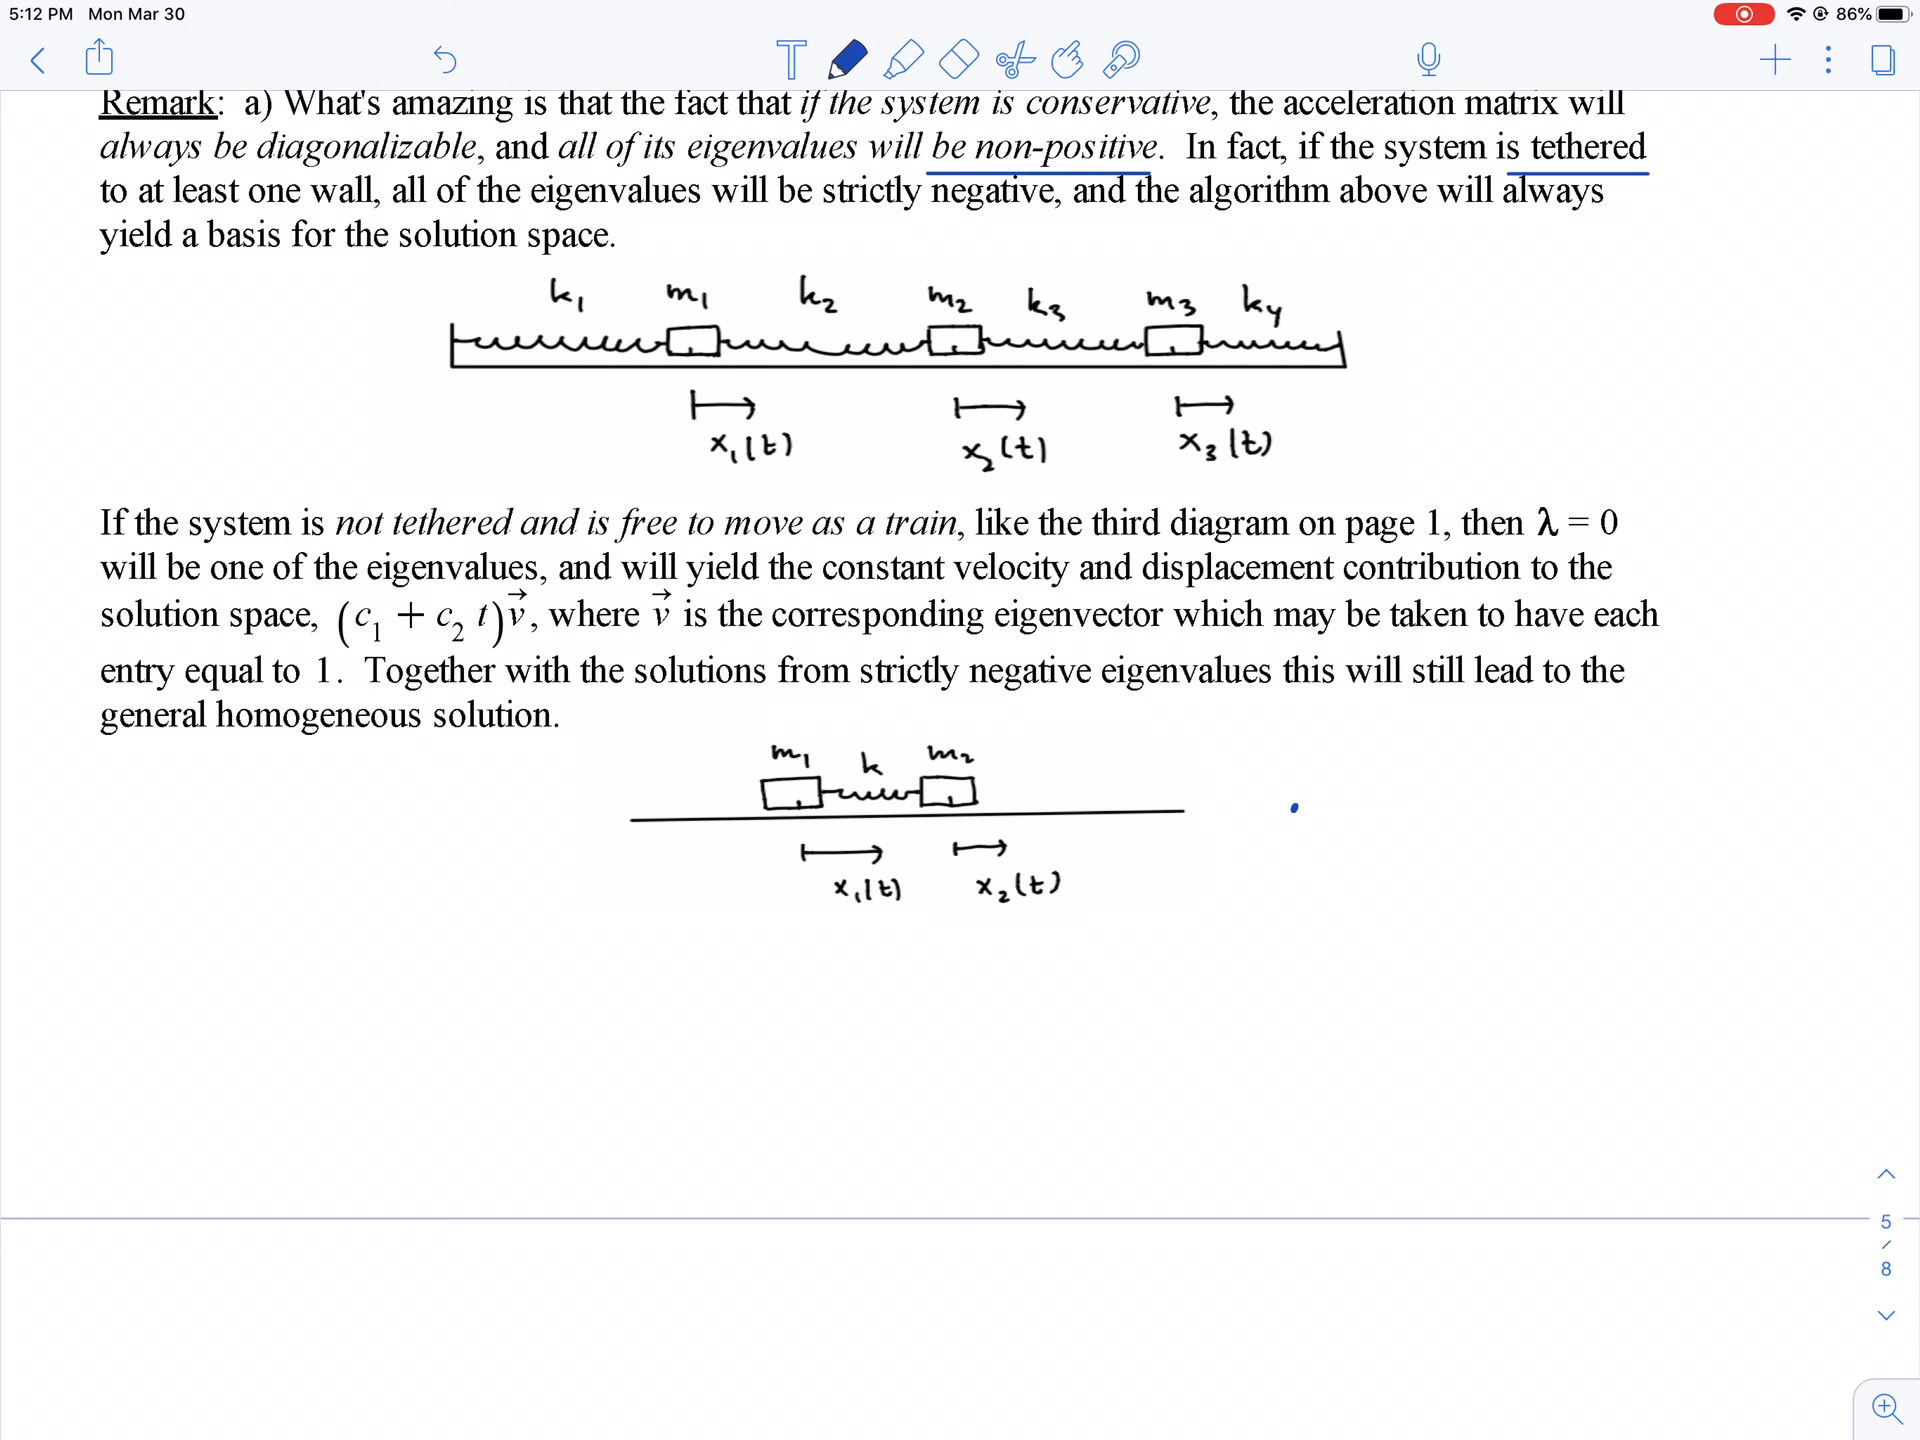 5:12 PM Mon Mar 30
86%
Remark: a) What's amazing is that the fact that if the system is conservative, the acceleration matrix will
always be diagonalizable, and all of its eigenvalues will be non-positive. In fact, if the system is tethered
to at least one wall, all of the eigenvalues will be strictly negative, and the algorithm above will always
yield a basis for the solution space.
k₁ m₁ k₂ m₂ k₃ m₃ k₄
x₁(t) x₂(t) x₃(t)
If the system is not tethered and is free to move as a train, like the third diagram on page 1, then λ = 0
will be one of the eigenvalues, and will yield the constant velocity and displacement contribution to the
solution space, (c₁ + c₂ t)v⃗, where v⃗ is the corresponding eigenvector which may be taken to have each
entry equal to 1. Together with the solutions from strictly negative eigenvalues this will still lead to the
general homogeneous solution.
m₁ k m₂
x₁(t) x₂(t)
5
/
8